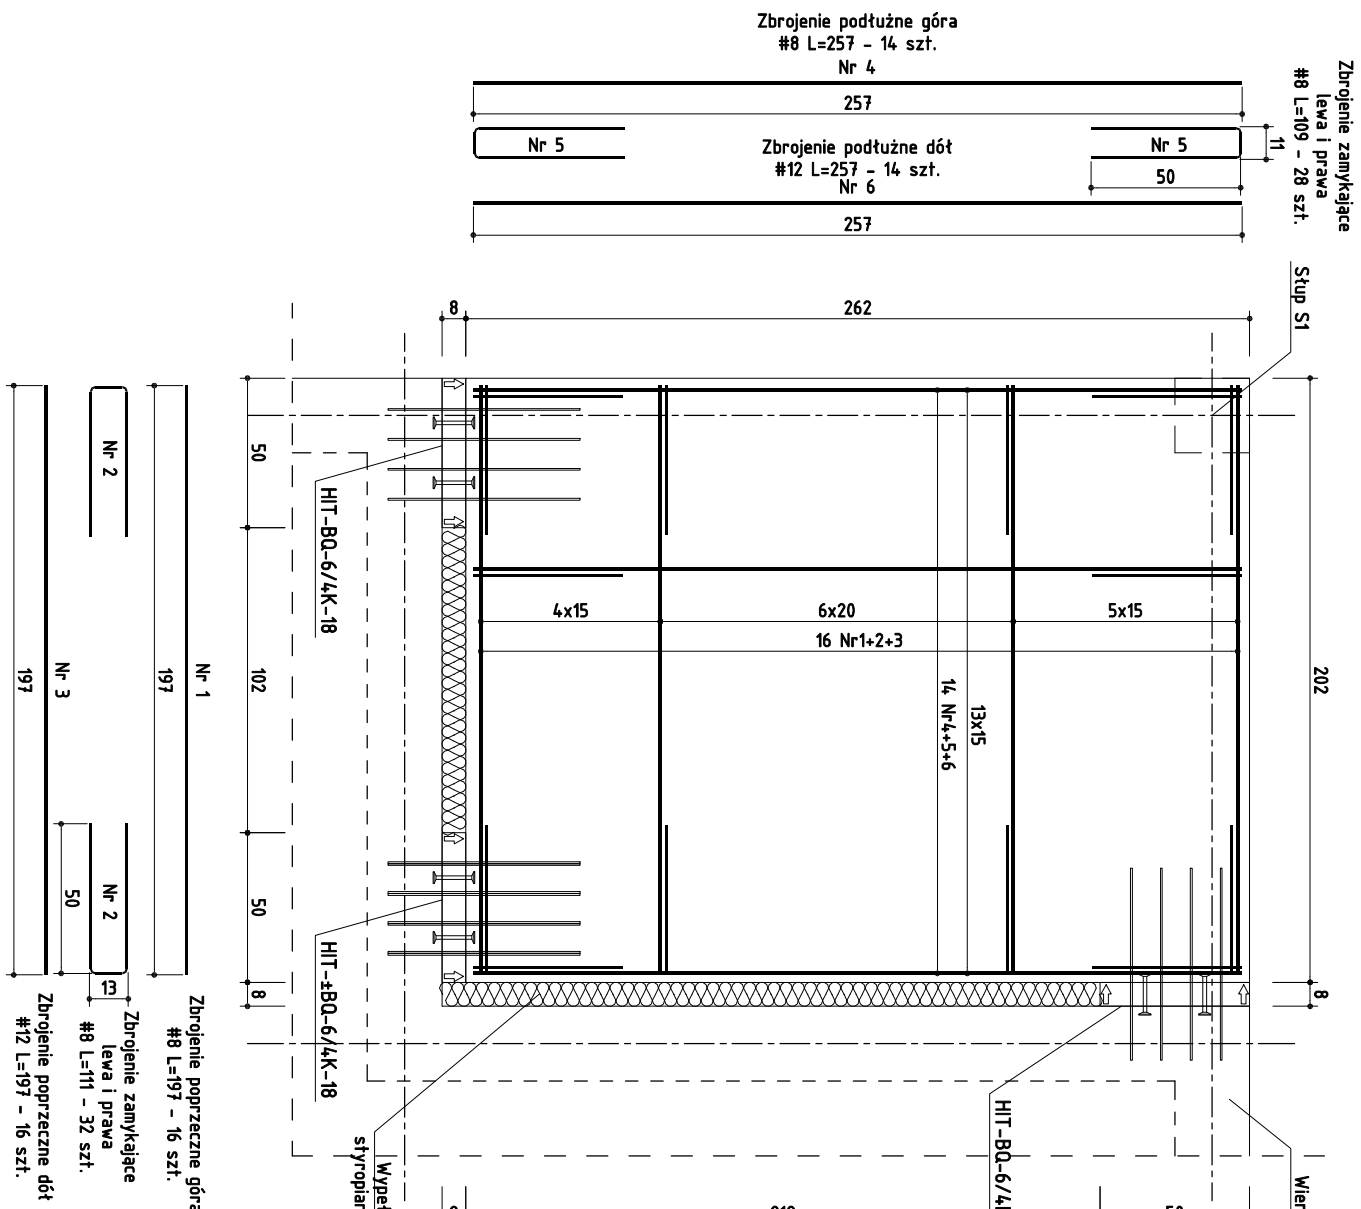 Zbrojenie podłużne góra
#8 L=257 - 14 szt.
Nr 4
257
Nr 5
Zbrojenie podłużne dół
#12 L=257 - 14 szt.
Nr 6
Nr 5
11
50
257
Zbrojenie zamykające
lewa i prawa
#8 L=109 - 28 szt.
Słup S1
8
262
50
102
50
8
202
8
HIT-BQ-6/4K-18
HIT-±BQ-6/4K-18
4x15
6x20
5x15
16 Nr1+2+3
13x15
14 Nr4+5+6
Nr 1
197
Nr 2
Nr 2
50
13
Nr 3
197
Zbrojenie poprzeczne góra
#8 L=197 - 16 szt.
Zbrojenie zamykające
lewa i prawa
#8 L=111 - 32 szt.
Zbrojenie poprzeczne dół
#12 L=197 - 16 szt.